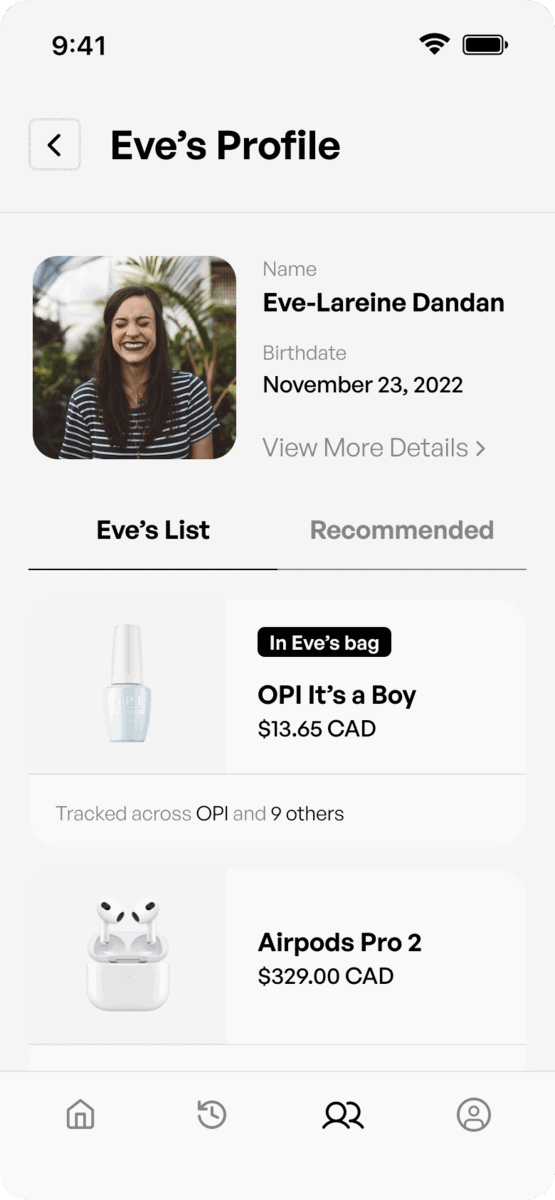 9:41
Eve’s Profile
Name
Eve-Lareine Dandan
Birthdate
November 23, 2022
View More Details
Eve’s List
Recommended
In Eve’s bag
OPI It’s a Boy
$13.65 CAD
OPI
Tracked across OPI and 9 others
Airpods Pro 2
$329.00 CAD